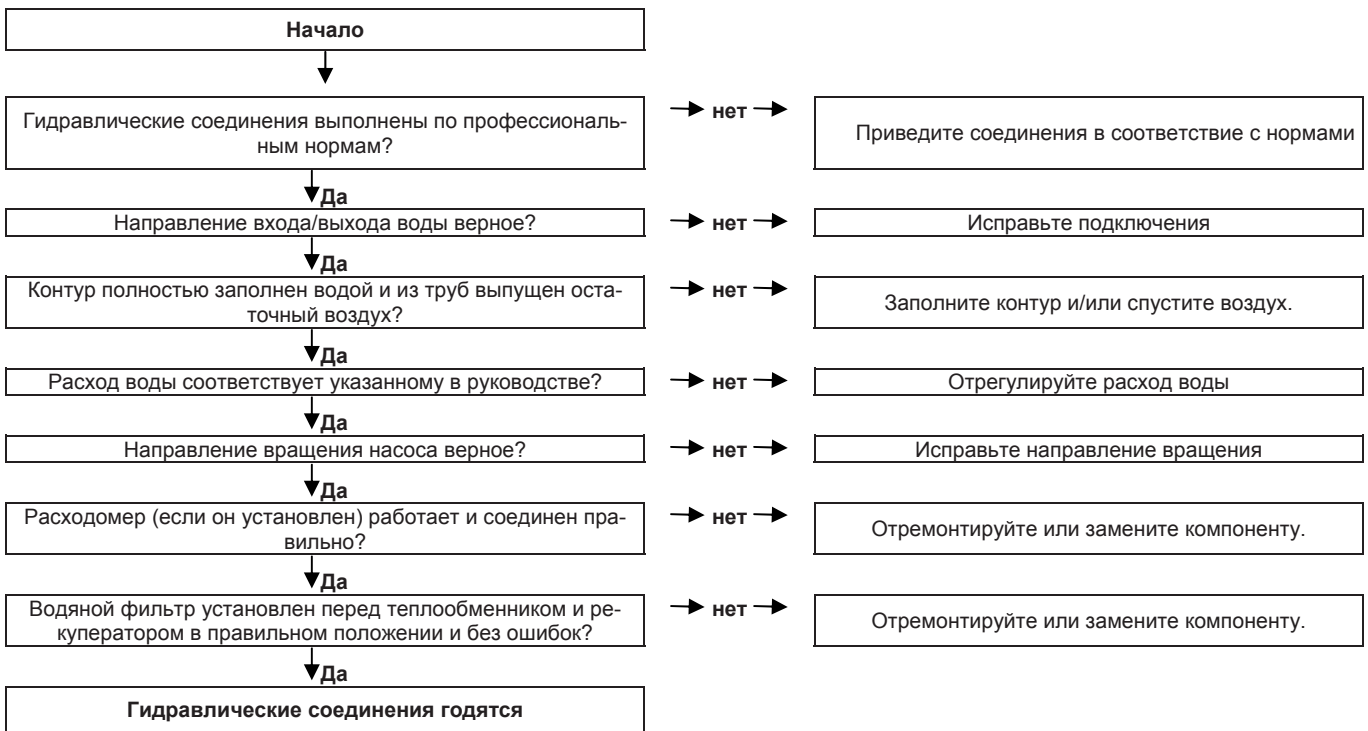 Начало
Гидравлические соединения выполнены по профессиональ-
ным нормам?
нет
Приведите соединения в соответствие с нормами
Да
Направление входа/выхода воды верное?
нет
Исправьте подключения
Да
Контур полностью заполнен водой и из труб выпущен оста-
точный воздух?
нет
Заполните контур и/или спустите воздух.
Да
Расход воды соответствует указанному в руководстве?
нет
Отрегулируйте расход воды
Да
Направление вращения насоса верное?
нет
Исправьте направление вращения
Да
Расходомер (если он установлен) работает и соединен пра-
вильно?
нет
Отремонтируйте или замените компоненту.
Да
Водяной фильтр установлен перед теплообменником и ре-
куператором в правильном положении и без ошибок?
нет
Отремонтируйте или замените компоненту.
Да
Гидравлические соединения годятся